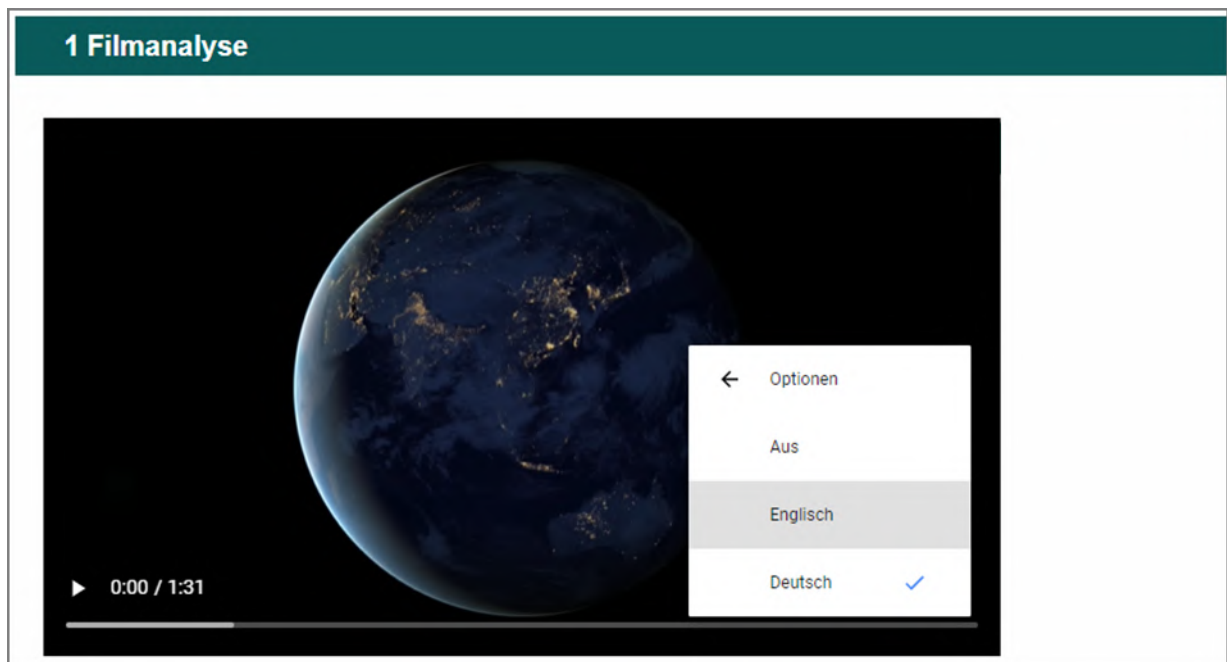 1 Filmanalyse
Optionen
Aus
Englisch
Deutsch
0:00 / 1:31